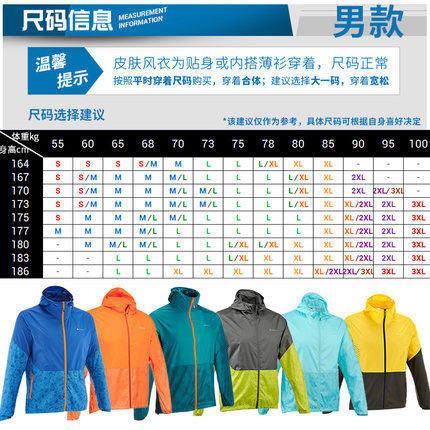 尺码信息 MEASUREMENT INFORMATION 男款
温馨提示 皮肤风衣为贴身或内搭薄衫穿着，尺码正常
按照平时穿着尺码购买，穿着合体；建议选择大一码，穿着宽松
尺码选择建议
*该建议仅作为参考，具体尺码可根据自身喜好决定
体重kg 身高cm 55 60 65 68 70 73 75 78 80 85 90 95 100
164 S S S S/M M L L L/XL XL XL - - -
167 S S/M M M M/L L L L XL XL 2XL - -
170 S S/M M M M/L M/L L L XL XL 2XL 2XL/3XL -
173 S S/M M M M/L M/L L L L XL XL/2XL 2XL 3XL
175 S M M M/L M/L L L L L XL XL/2XL 2XL 3XL
177 M M M M/L L L L L L XL XL/2XL 2XL 3XL
180 - M M/L M/L L L L/XL L/XL XL XL XL/2XL 2XL 3XL
183 - - L L L L L/XL XL XL XL XL/2XL 2XL 3XL
186 - - L L XL XL XL XL XL XL/2XL 2XL/3XL 3XL 3XL